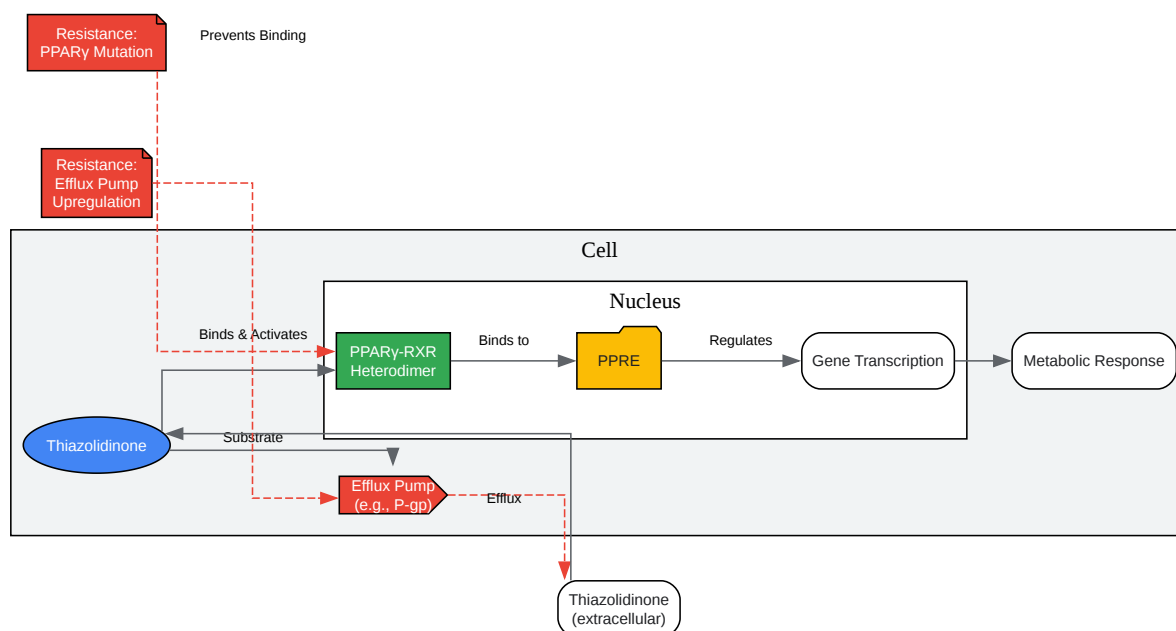 Resistance:
PPARγ Mutation
Prevents Binding
Resistance:
Efflux Pump
Upregulation
Cell
Nucleus
Binds & Activates
PPARγ-RXR
Heterodimer
Binds to
PPRE
Regulates
Gene Transcription
Metabolic Response
Thiazolidinone
Substrate
Efflux Pump
(e.g., P-gp)
Efflux
Thiazolidinone
(extracellular)